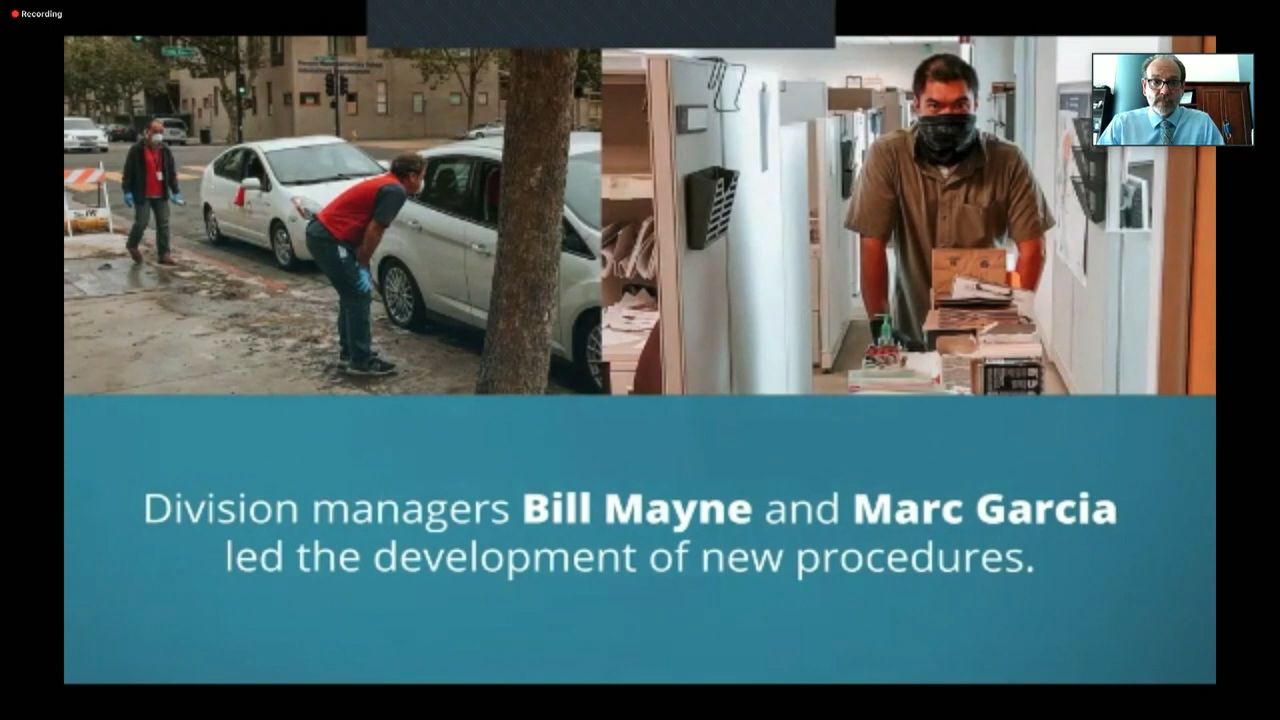 Recording
Division managers Bill Mayne and Marc Garcia
led the development of new procedures.